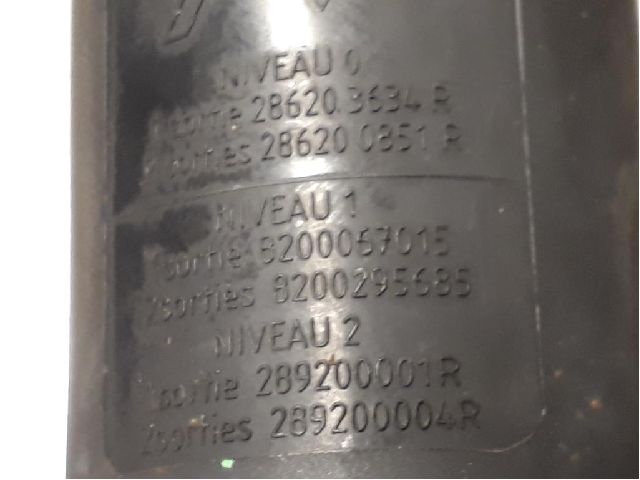 NIVEAU 0
1sortie 28620 3634 R
2sorties 28620 0851 R
NIVEAU 1
1sortie 8200067015
2sorties 8200295685
NIVEAU 2
1sortie 289200001R
2sorties 289200004R